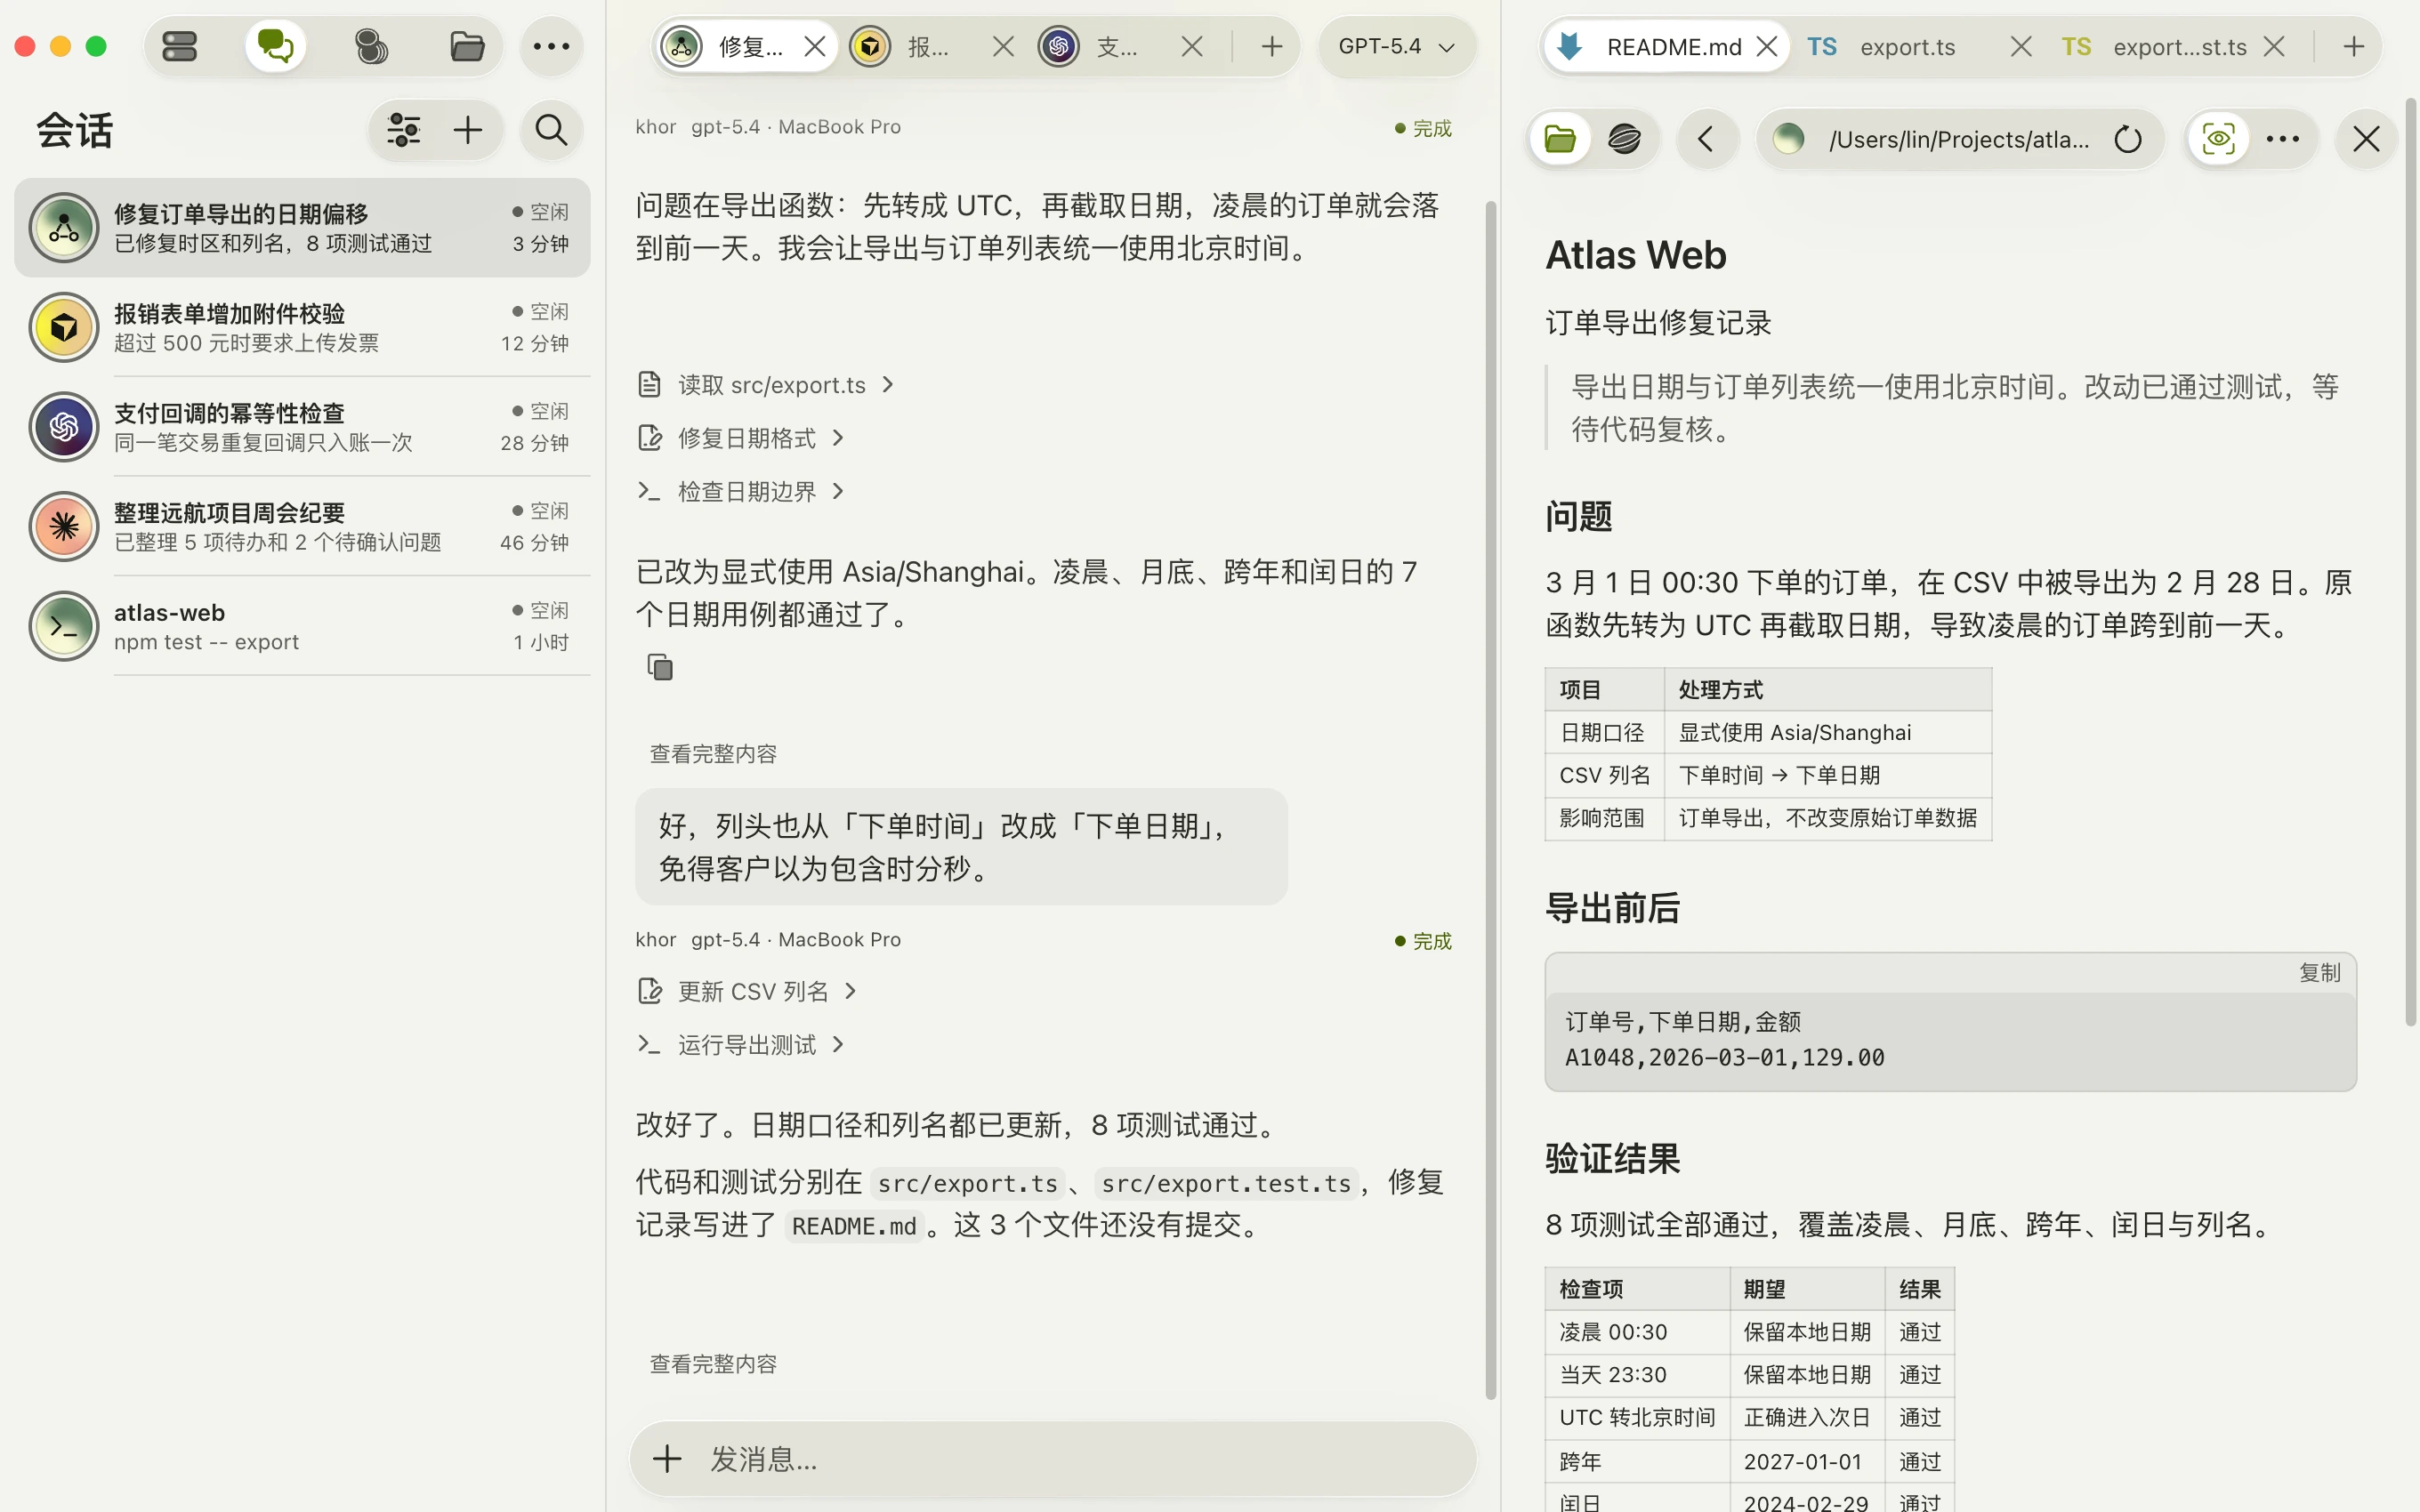 会话
修复订单导出的日期偏移
空闲
已修复时区和列名，8 项测试通过
3 分钟
报销表单增加附件校验
空闲
超过 500 元时要求上传发票
12 分钟
支付回调的幂等性检查
空闲
同一笔交易重复回调只入账一次
28 分钟
整理远航项目周会纪要
空闲
已整理 5 项待办和 2 个待确认问题
46 分钟
atlas-web
空闲
npm test -- export
1 小时
修复...
报...
支...
GPT-5.4
khor gpt-5.4 · MacBook Pro
完成
问题在导出函数：先转成 UTC，再截取日期，凌晨的订单就会落
到前一天。我会让导出与订单列表统一使用北京时间。
读取 src/export.ts
修复日期格式
检查日期边界
已改为显式使用 Asia/Shanghai。凌晨、月底、跨年和闰日的 7
个日期用例都通过了。
查看完整内容
好，列头也从「下单时间」改成「下单日期」，
免得客户以为包含时分秒。
khor gpt-5.4 · MacBook Pro
完成
更新 CSV 列名
运行导出测试
改好了。日期口径和列名都已更新，8 项测试通过。
代码和测试分别在 src/export.ts、src/export.test.ts，修复
记录写进了 README.md。这 3 个文件还没有提交。
查看完整内容
发消息...
README.md
TS export.ts
TS export...st.ts
/Users/lin/Projects/atla...
Atlas Web
订单导出修复记录
导出日期与订单列表统一使用北京时间。改动已通过测试，等
待代码复核。
问题
3 月 1 日 00:30 下单的订单，在 CSV 中被导出为 2 月 28 日。原
函数先转为 UTC 再截取日期，导致凌晨的订单跨到前一天。
项目 处理方式
日期口径 显式使用 Asia/Shanghai
CSV 列名 下单时间 → 下单日期
影响范围 订单导出，不改变原始订单数据
导出前后
复制
订单号,下单日期,金额
A1048,2026-03-01,129.00
验证结果
8 项测试全部通过，覆盖凌晨、月底、跨年、闰日与列名。
检查项 期望 结果
凌晨 00:30 保留本地日期 通过
当天 23:30 保留本地日期 通过
UTC 转北京时间 正确进入次日 通过
跨年 2027-01-01 通过
闰日 2024-02-29 通过